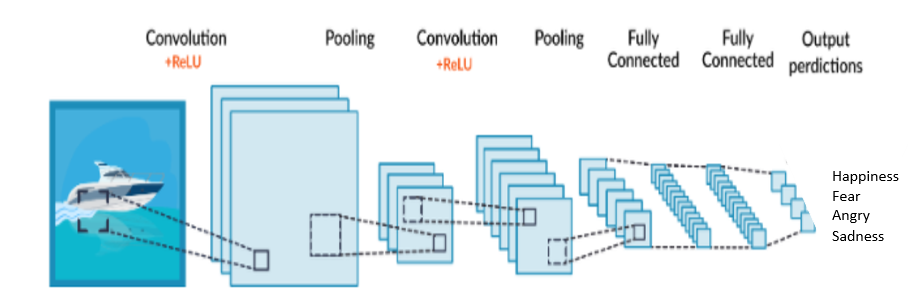 Convolution
+ReLU
Pooling
Convolution
+ReLU
Pooling
Fully
Connected
Fully
Connected
Output
perdictions
Happiness
Fear
Angry
Sadness